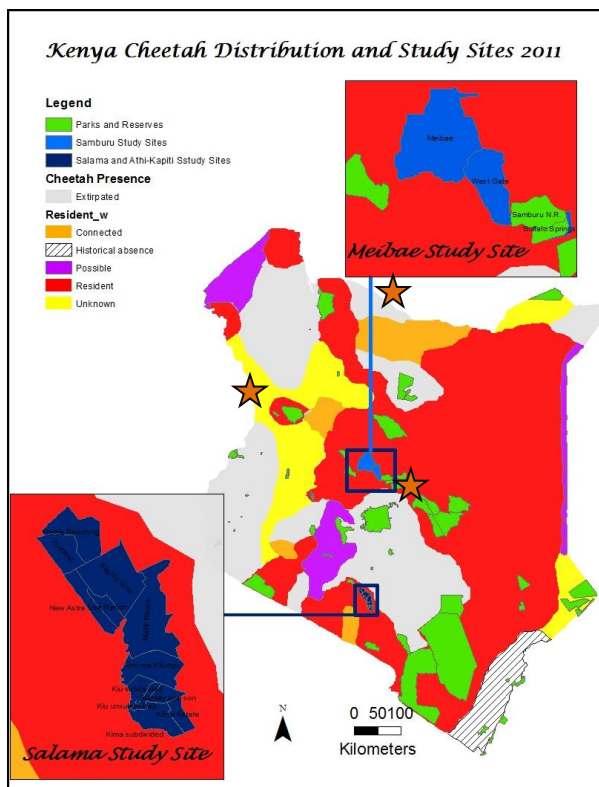 Kenya Cheetah Distribution and Study Sites 2011
Legend
Parks and Reserves
Samburu Study Sites
Salama and Athi-Kapiti Sstudy Sites
Cheetah Presence
Extirpated
Resident_w
Connected
Historical absence
Possible
Resident
Unknown
Meibae
West Gate
Samburu N.R.
Buffalo Springs
Meibae Study Site
New Astra
Kiu
Kima subdivided
Salama Study Site
N
0 50100
Kilometers